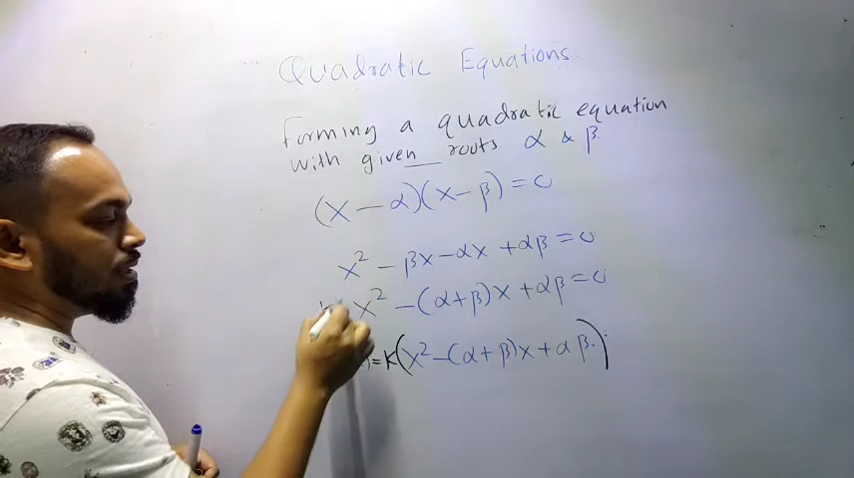 Quadratic Equations
Forming a quadratic equation
with given roots α & β.
(x - α)(x - β) = 0
x² - βx - αx + αβ = 0
x² - (α+β)x + αβ = 0
) = k(x² - (α+β)x + αβ.)